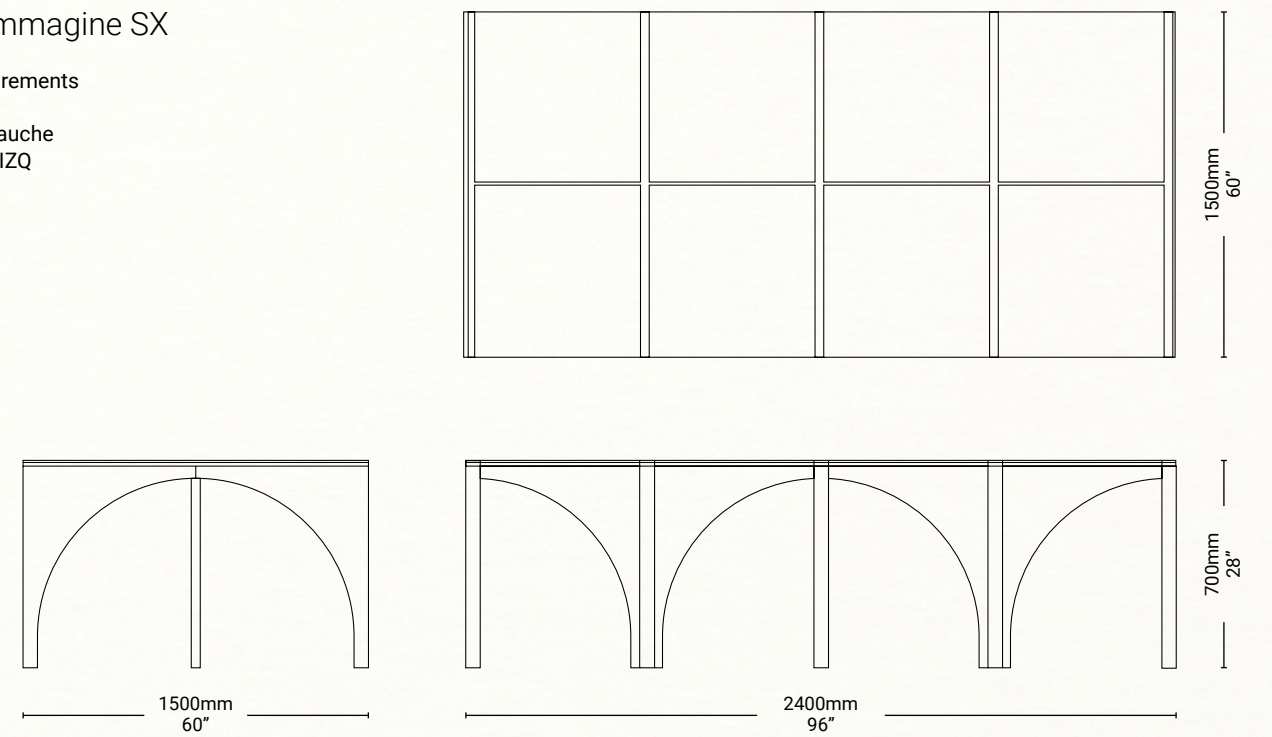 mmagine SX
rements
auche
IZQ
1500mm
60”
700mm
28”
1500mm
60”
2400mm
96”